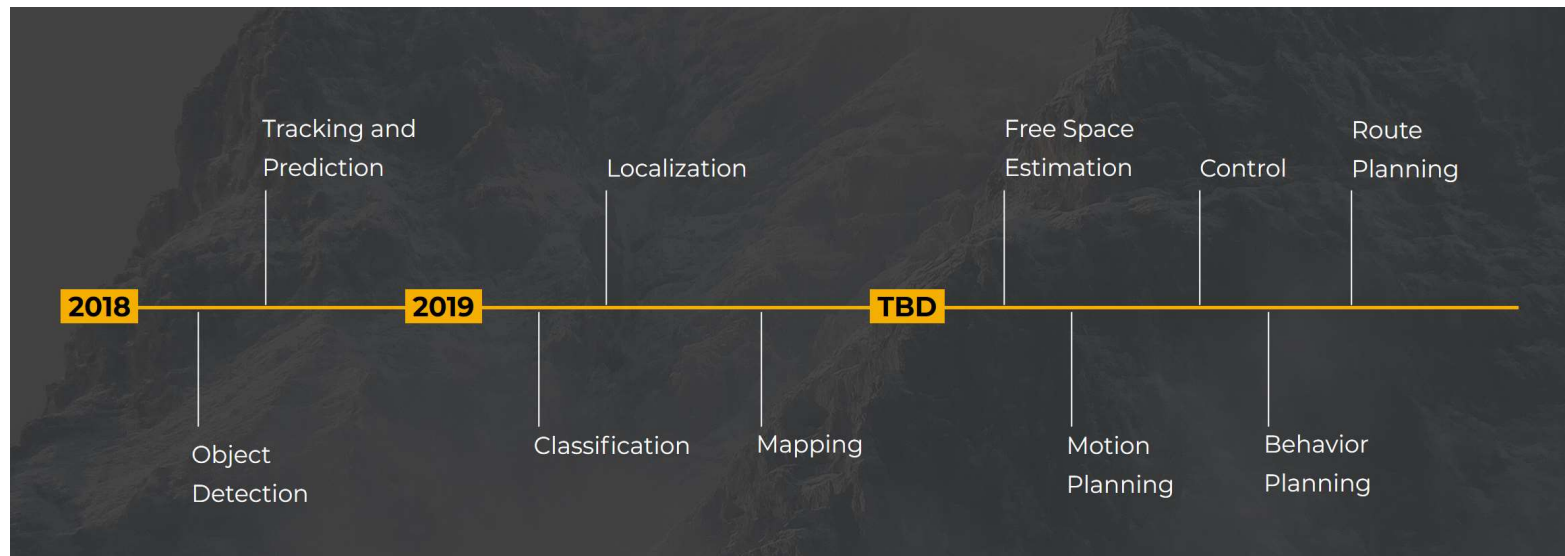 Tracking and
Prediction
Localization
Free Space
Estimation
Control
Route
Planning
2018
2019
TBD
Object
Detection
Classification
Mapping
Motion
Planning
Behavior
Planning